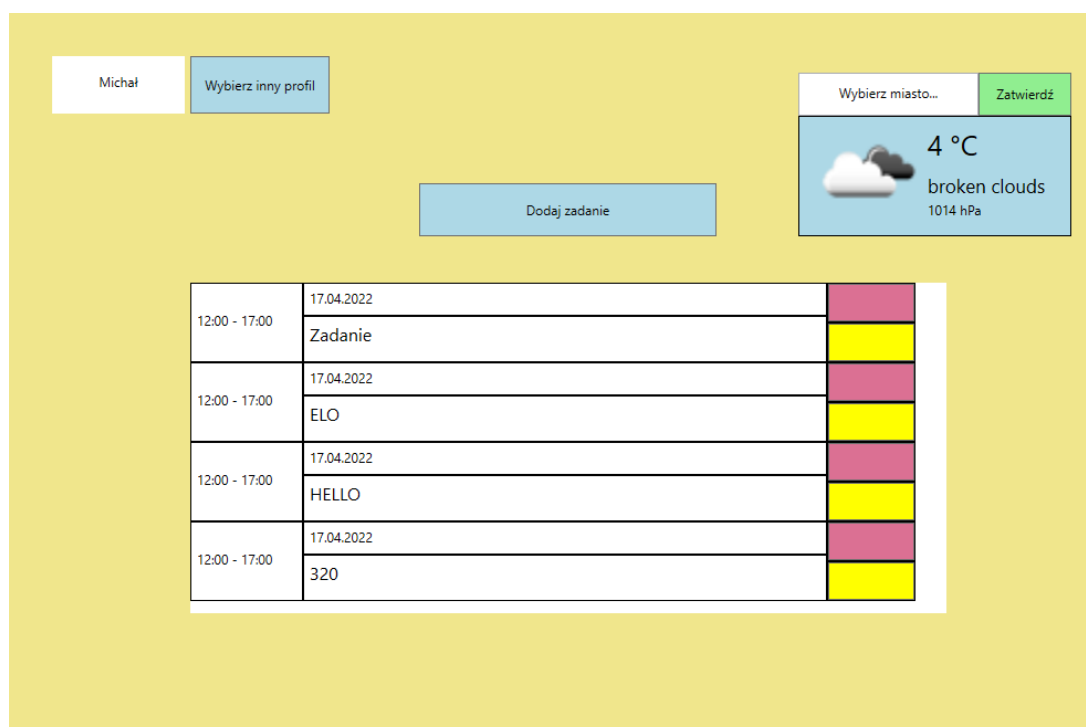 Michał
Wybierz inny profil
Wybierz miasto...
Zatwierdź
4 °C
broken clouds
1014 hPa
Dodaj zadanie
12:00 - 17:00
17.04.2022
Zadanie
12:00 - 17:00
17.04.2022
ELO
12:00 - 17:00
17.04.2022
HELLO
12:00 - 17:00
17.04.2022
320